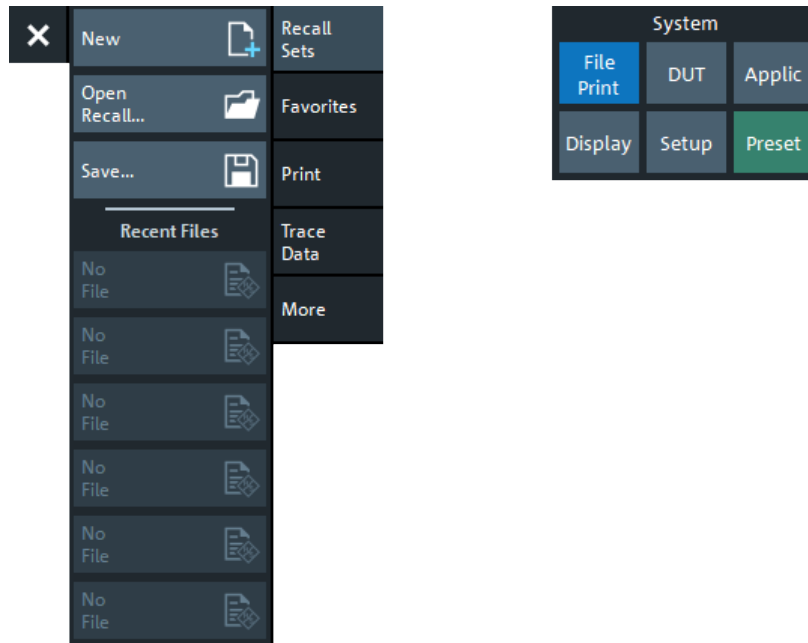 New
Open
Recall...
Save...
Recent Files
No
File
No
File
No
File
No
File
No
File
No
File
Recall
Sets
Favorites
Print
Trace
Data
More
System
File
Print
DUT
Applic
Display
Setup
Preset